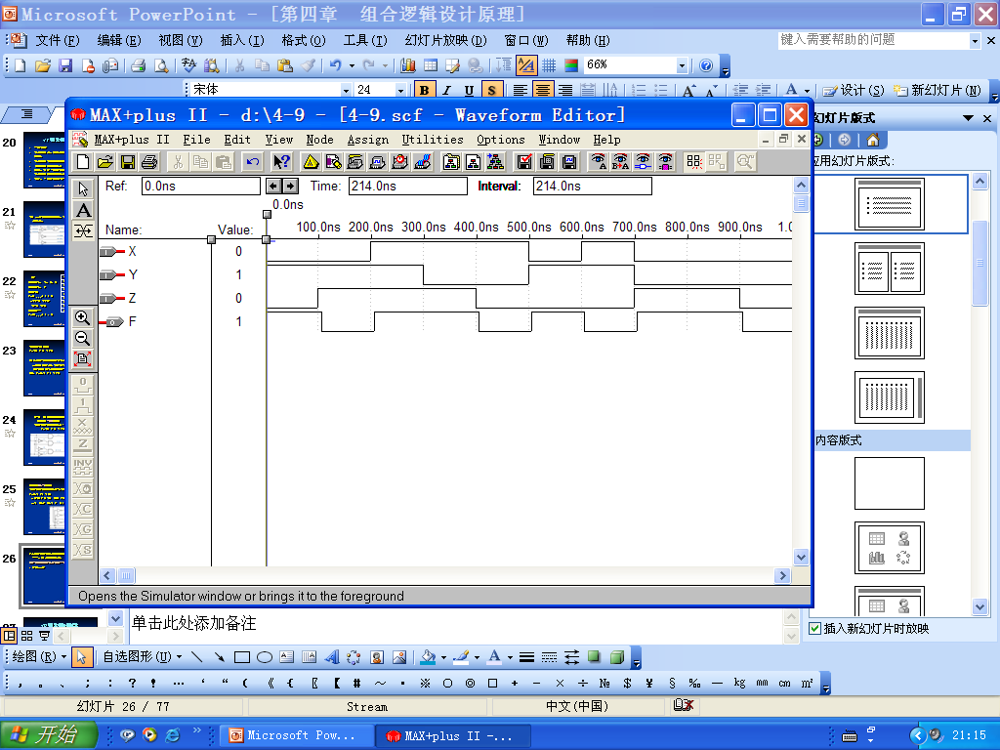 Microsoft PowerPoint - [第四章 组合逻辑设计原理]
文件(F) 编辑(E) 视图(V) 插入(I) 格式(O) 工具(T) 幻灯片放映(D) 窗口(W) 帮助(H) 键入需要帮助的问题
66%
宋体 24 B I U S 设计(S) 新幻灯片(N)
MAX+plus II - d:\4-9 - [4-9.scf - Waveform Editor]
幻灯片版式
MAX+plus II File Edit View Node Assign Utilities Options Window Help
应用幻灯片版式:
Ref: 0.0ns Time: 214.0ns Interval: 214.0ns
0.0ns
Name: Value: 100.0ns 200.0ns 300.0ns 400.0ns 500.0ns 600.0ns 700.0ns 800.0ns 900.0ns 1.0
X 0
Y 1
Z 0
F 1
20
21
22
23
24
25
26
内容版式
Opens the Simulator window or brings it to the foreground
单击此处添加备注
插入新幻灯片时放映
绘图(R) 自选图形(U)
, 。 、 ; : ? ! … ‘ “ ( 《 { 〖 【 # ~ · ※ ○ ◎ □ + － × ÷ № $ ¥ § ‰ — kg mm cm m²
幻灯片 26 / 77 Stream 中文(中国)
开始 Microsoft Pow... MAX+plus II -... 21:15